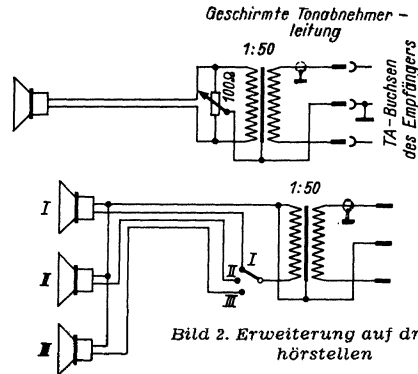 Geschirmte Tonabnehmer-
leitung
1:50
100Ω
TA-Buchsen
des Empfängers
1:50
I
I
II
III
II
III
Bild 2. Erweiterung auf dr
hörstellen